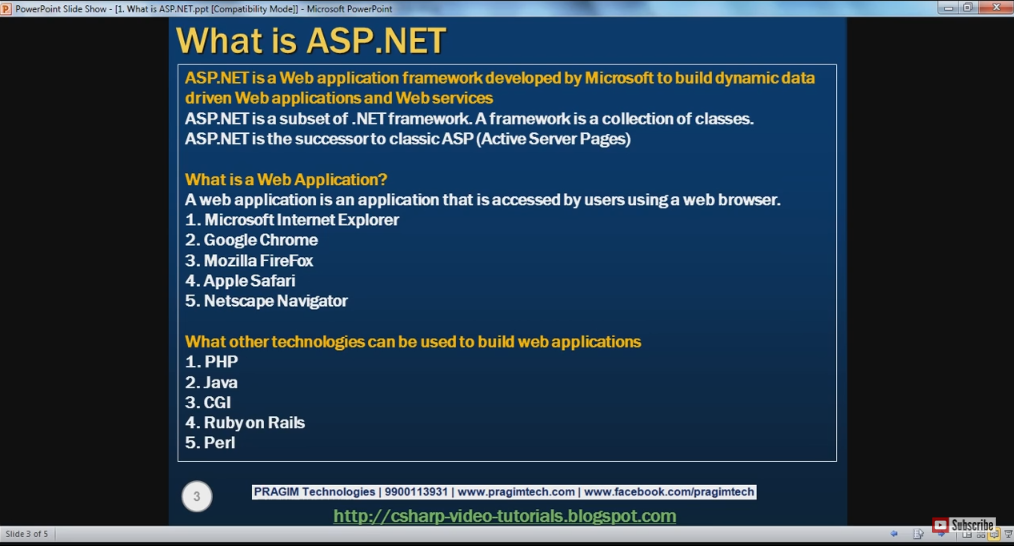 PowerPoint Slide Show - [1. What is ASP.NET.ppt [Compatibility Mode]] - Microsoft PowerPoint
What is ASP.NET
ASP.NET is a Web application framework developed by Microsoft to build dynamic data
driven Web applications and Web services
ASP.NET is a subset of .NET framework. A framework is a collection of classes.
ASP.NET is the successor to classic ASP (Active Server Pages)
What is a Web Application?
A web application is an application that is accessed by users using a web browser.
1. Microsoft Internet Explorer
2. Google Chrome
3. Mozilla FireFox
4. Apple Safari
5. Netscape Navigator
What other technologies can be used to build web applications
1. PHP
2. Java
3. CGI
4. Ruby on Rails
5. Perl
3
PRAGIM Technologies | 9900113931 | www.pragimtech.com | www.facebook.com/pragimtech
http://csharp-video-tutorials.blogspot.com
Subscribe
Slide 3 of 5